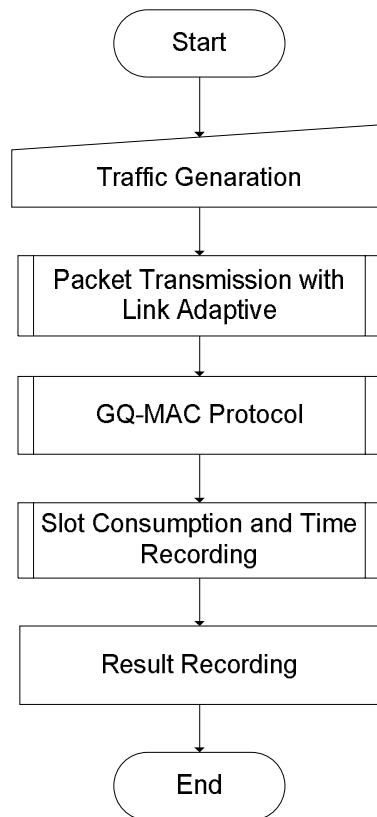 Start
Traffic Genaration
Packet Transmission with
Link Adaptive
GQ-MAC Protocol
Slot Consumption and Time
Recording
Result Recording
End